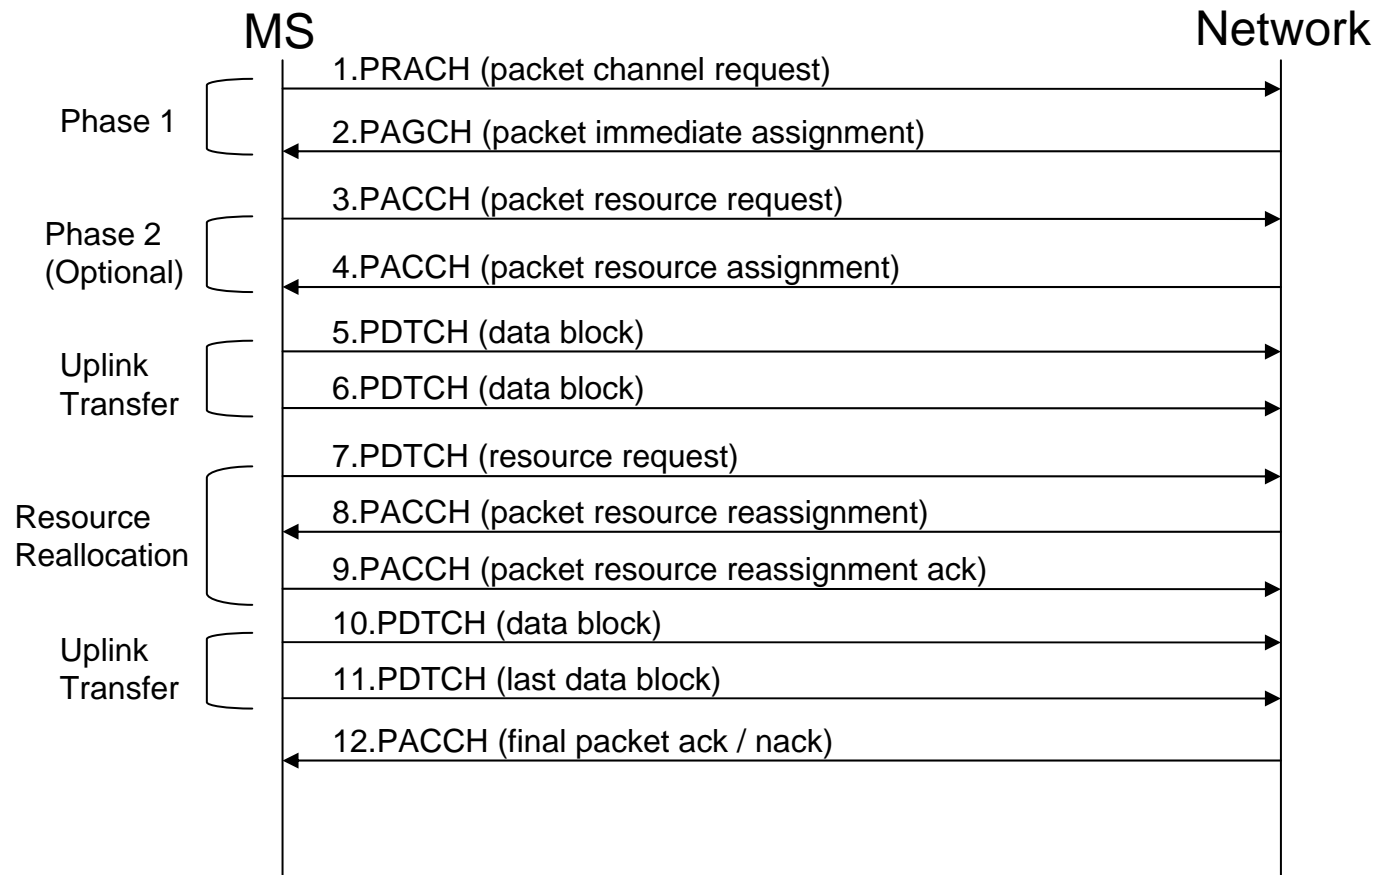 MS
Network
1.PRACH (packet channel request)
Phase 1
2.PAGCH (packet immediate assignment)
3.PACCH (packet resource request)
Phase 2
(Optional)
4.PACCH (packet resource assignment)
5.PDTCH (data block)
Uplink
Transfer
6.PDTCH (data block)
7.PDTCH (resource request)
8.PACCH (packet resource reassignment)
Resource
Reallocation
9.PACCH (packet resource reassignment ack)
10.PDTCH (data block)
Uplink
Transfer
11.PDTCH (last data block)
12.PACCH (final packet ack / nack)